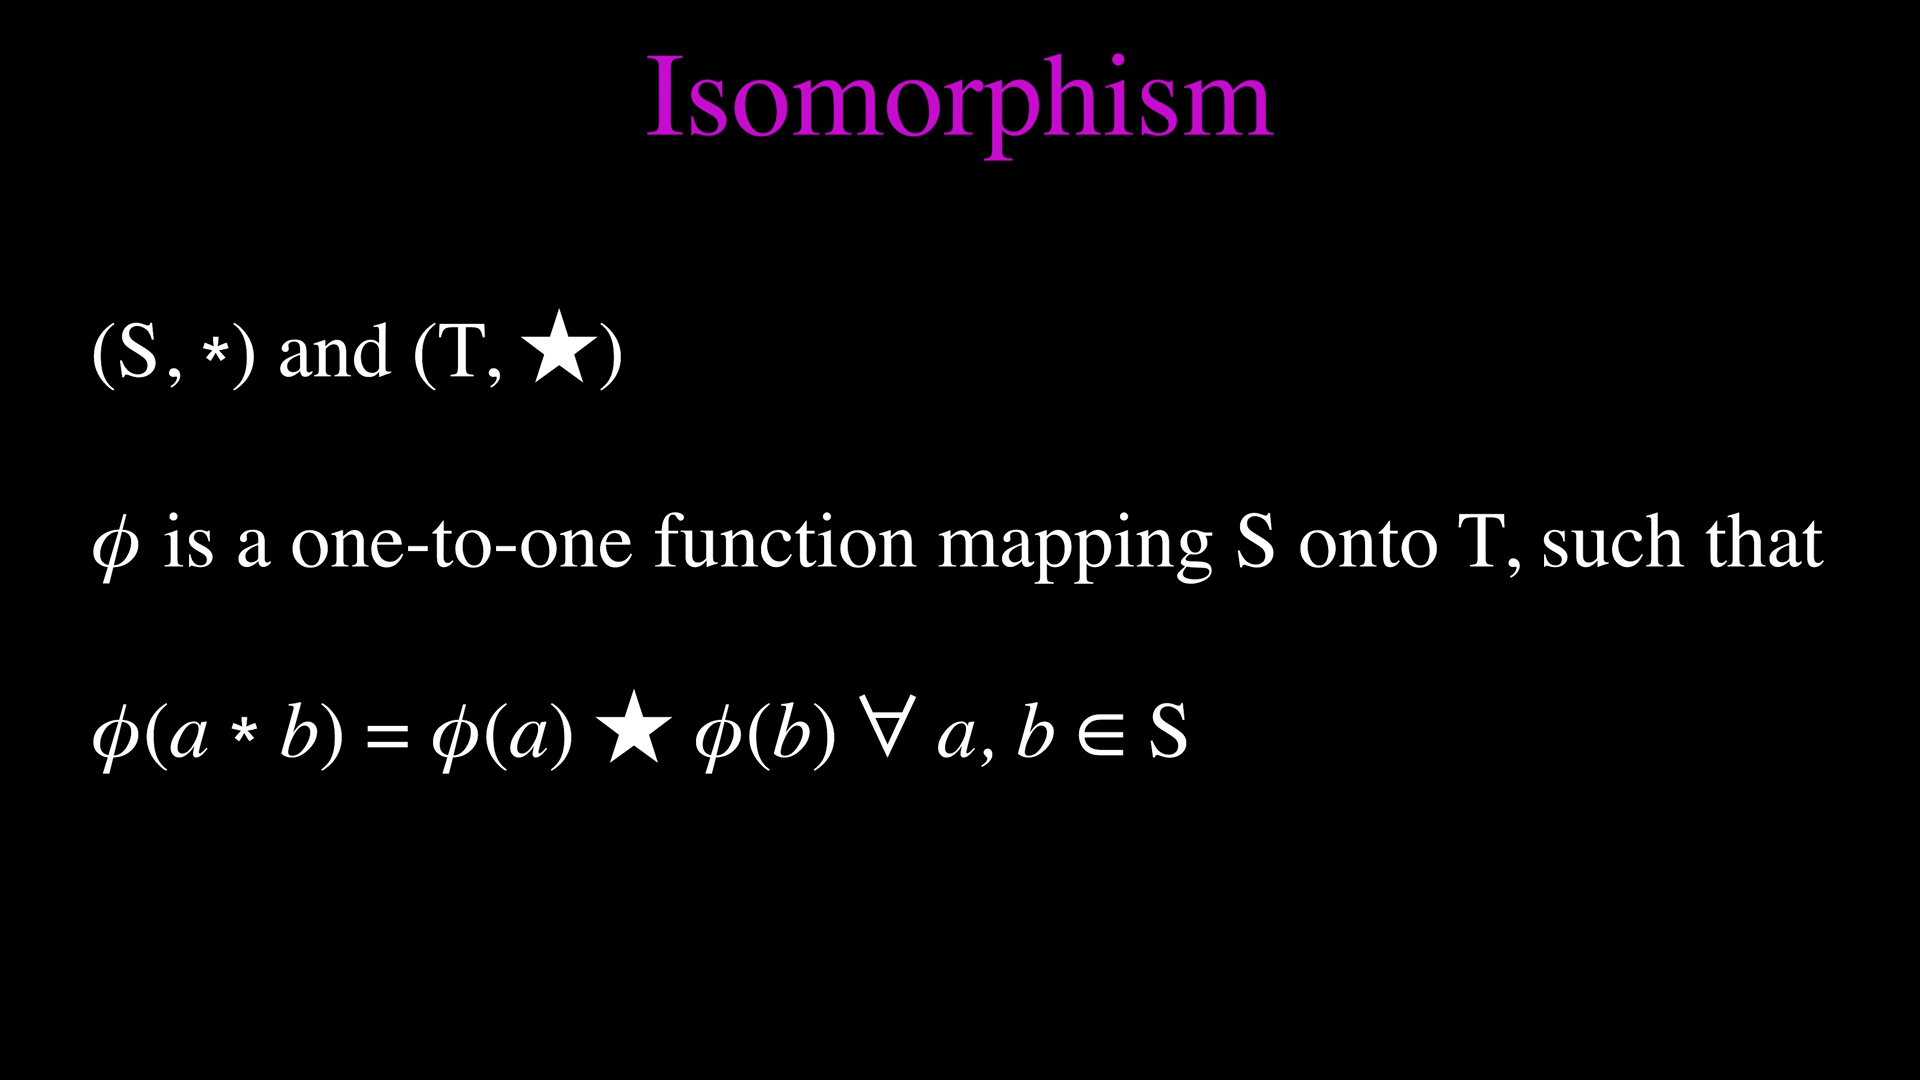 Isomorphism
(S, *) and (T, ★)
ϕ is a one-to-one function mapping S onto T, such that
ϕ(a * b) = ϕ(a) ★ ϕ(b) ∀ a, b ∈ S